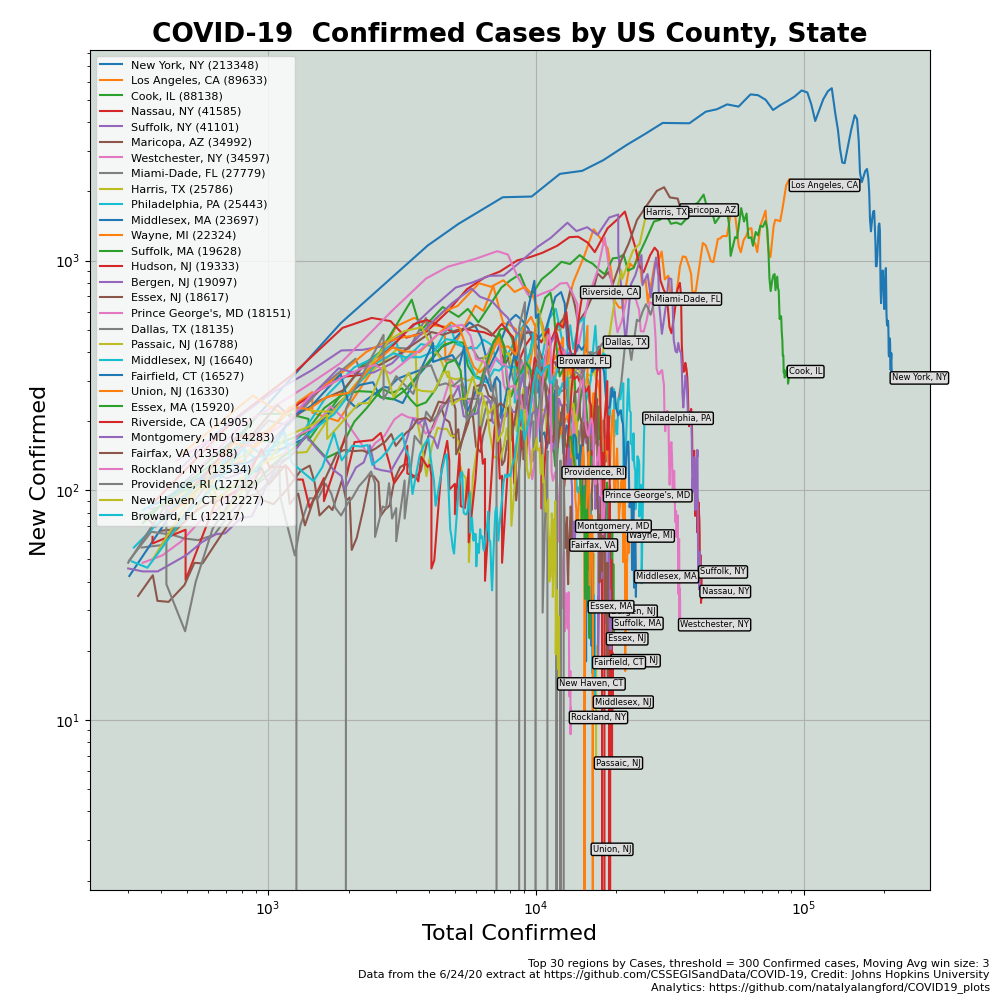 COVID-19  Confirmed Cases by US County, State
New York, NY (213348)
Los Angeles, CA (89633)
Cook, IL (88138)
Nassau, NY (41585)
Suffolk, NY (41101)
Maricopa, AZ (34992)
Westchester, NY (34597)
Miami-Dade, FL (27779)
Harris, TX (25786)
Philadelphia, PA (25443)
Middlesex, MA (23697)
Wayne, MI (22324)
Suffolk, MA (19628)
Hudson, NJ (19333)
Bergen, NJ (19097)
Essex, NJ (18617)
Prince George's, MD (18151)
Dallas, TX (18135)
Passaic, NJ (16788)
Middlesex, NJ (16640)
Fairfield, CT (16527)
Union, NJ (16330)
Essex, MA (15920)
Riverside, CA (14905)
Montgomery, MD (14283)
Fairfax, VA (13588)
Rockland, NY (13534)
Providence, RI (12712)
New Haven, CT (12227)
Broward, FL (12217)
Los Angeles, CA
Harris, TX
aricopa, AZ
Riverside, CA
Miami-Dade, FL
Dallas, TX
Broward, FL
Cook, IL
New York, NY
Philadelphia, PA
Providence, RI
Prince George's, MD
Montgomery, MD
Wayne, MI
Fairfax, VA
Middlesex, MA
Suffolk, NY
Nassau, NY
Essex, MA
en, NJ
Suffolk, MA
Westchester, NY
Essex, NJ
Fairfield, CT
NJ
New Haven, CT
Middlesex, NJ
Rockland, NY
Passaic, NJ
Union, NJ
New Confirmed
10³
10²
10¹
10³
10⁴
10⁵
Total Confirmed
Top 30 regions by Cases, threshold = 300 Confirmed cases, Moving Avg win size: 3
Data from the 6/24/20 extract at https://github.com/CSSEGISandData/COVID-19, Credit: Johns Hopkins University
Analytics: https://github.com/natalyalangford/COVID19_plots